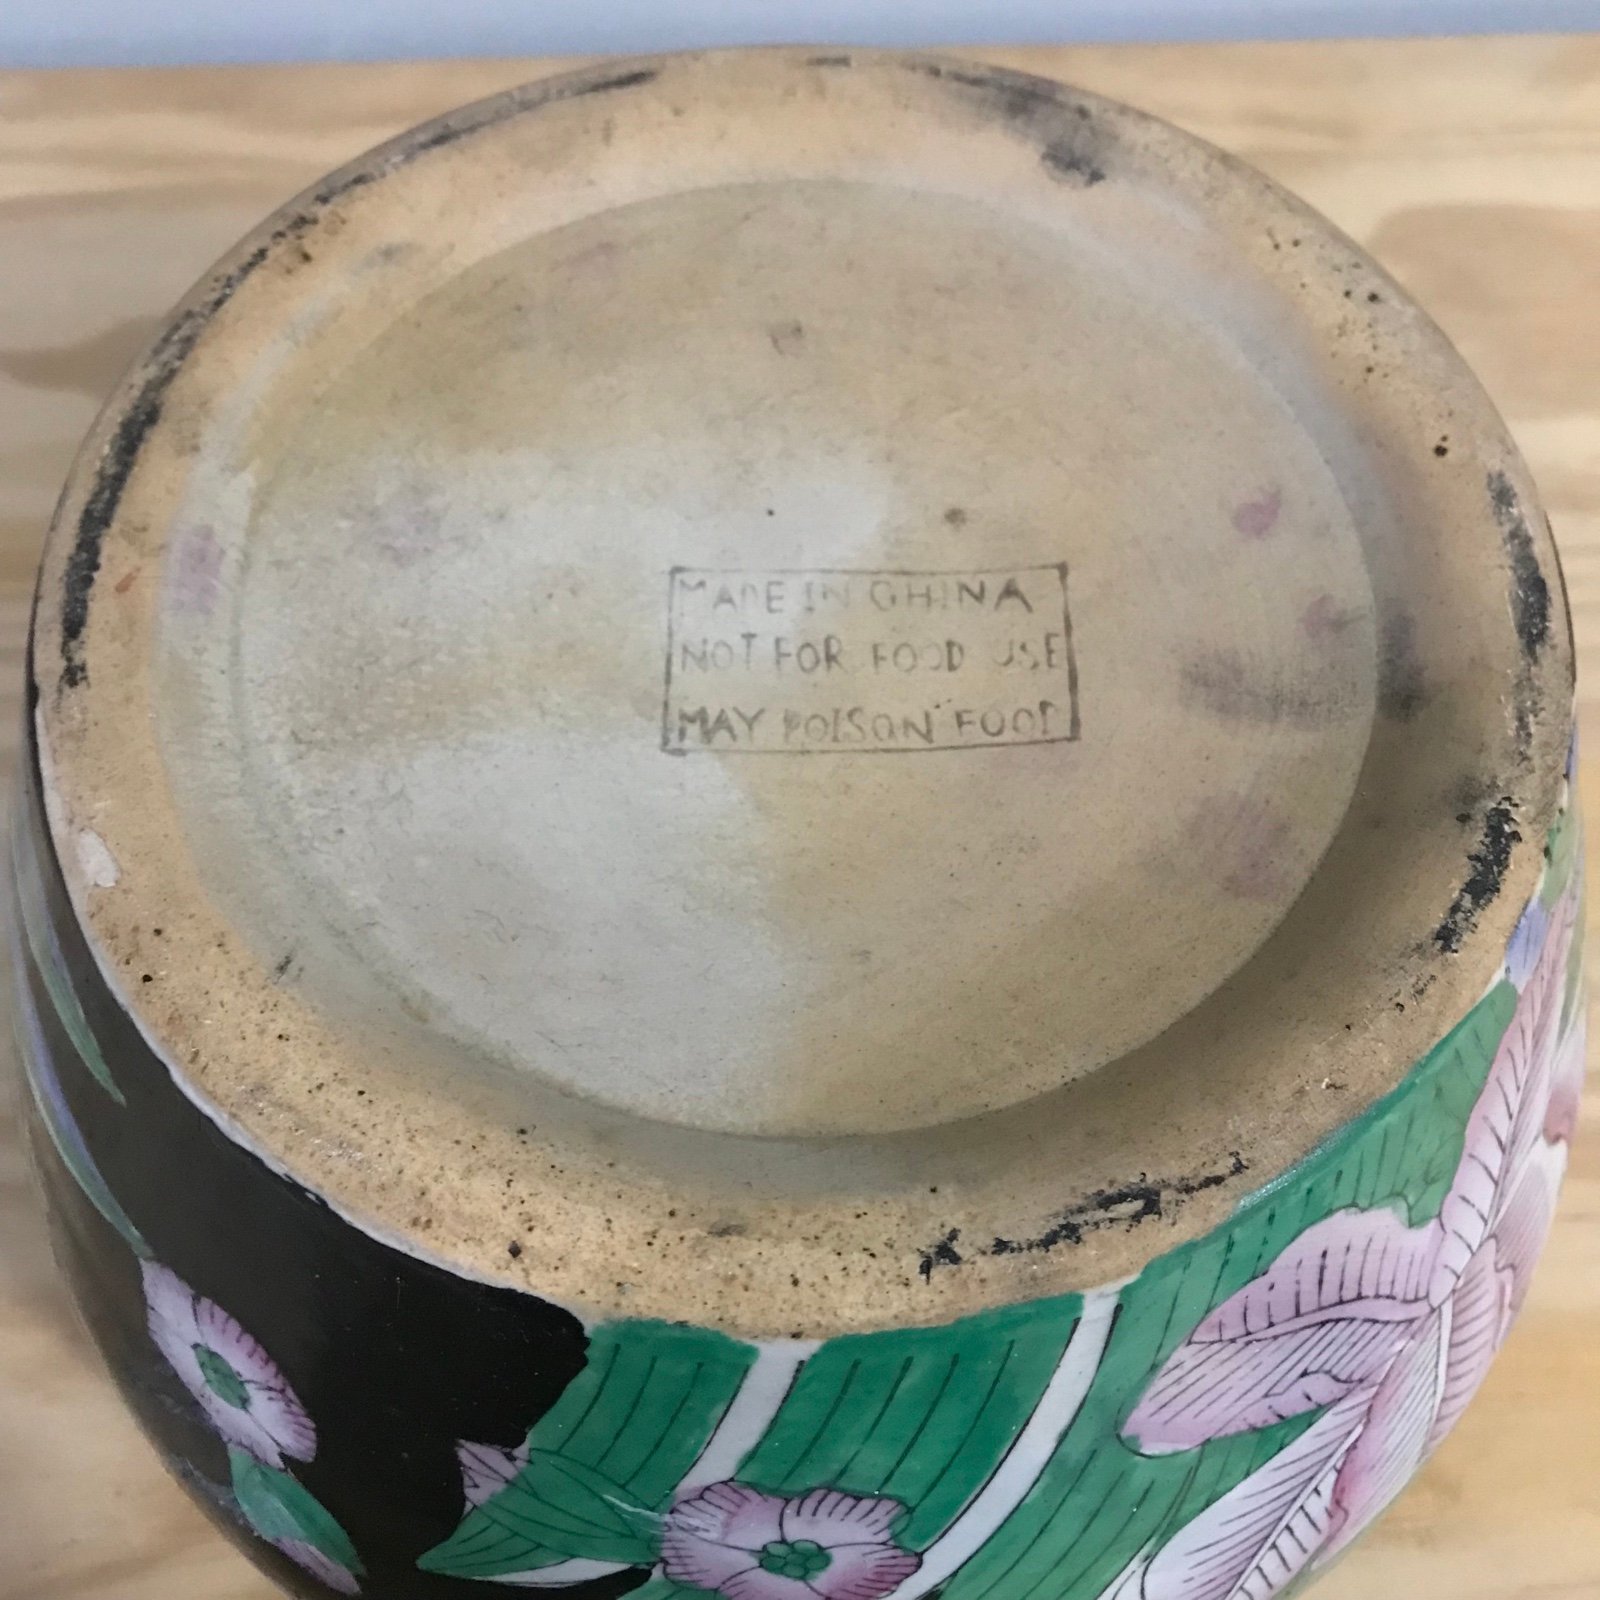 MADE IN CHINA
NOT FOR FOOD USE
MAY POISON FOOD